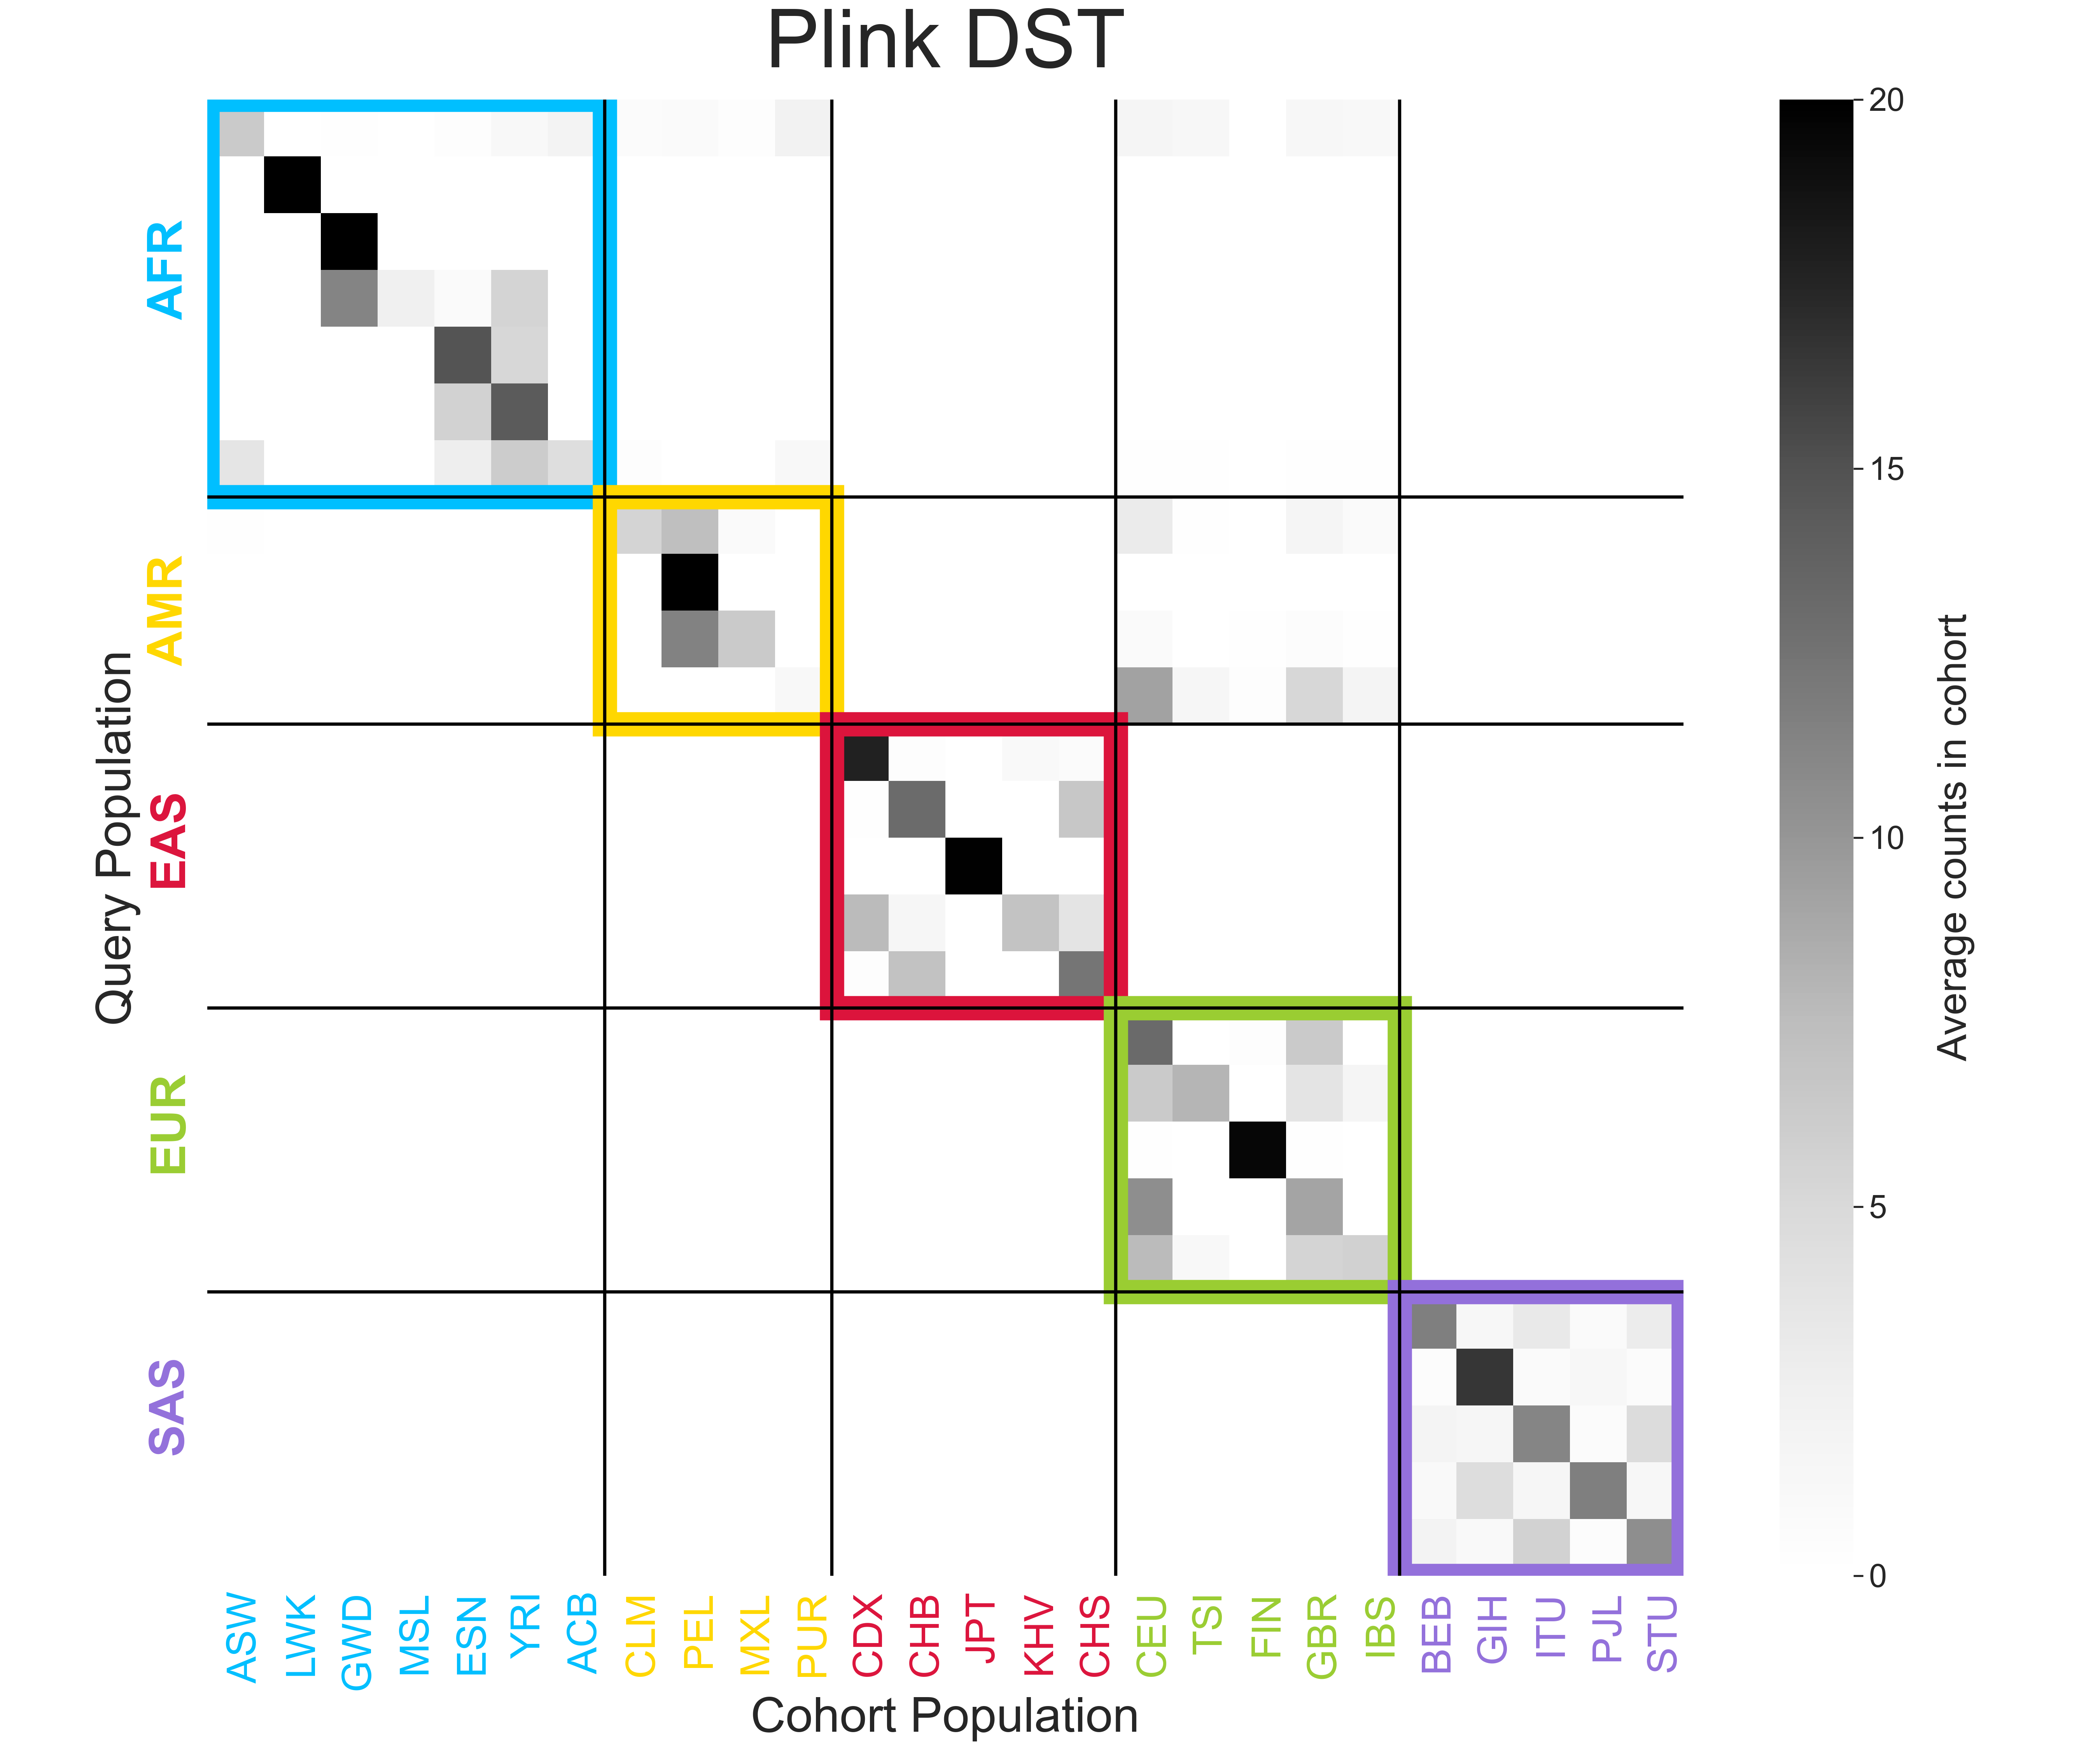 Plink DST
Query Population
AFR
AMR
EAS
EUR
SAS
ASW
LWK
GWD
MSL
ESN
YRI
ACB
CLM
PEL
MXL
PUR
CDX
CHB
JPT
KHV
CHS
CEU
TSI
FIN
GBR
IBS
BEB
GIH
ITU
PJL
STU
Cohort Population
20
15
10
5
0
Average counts in cohort